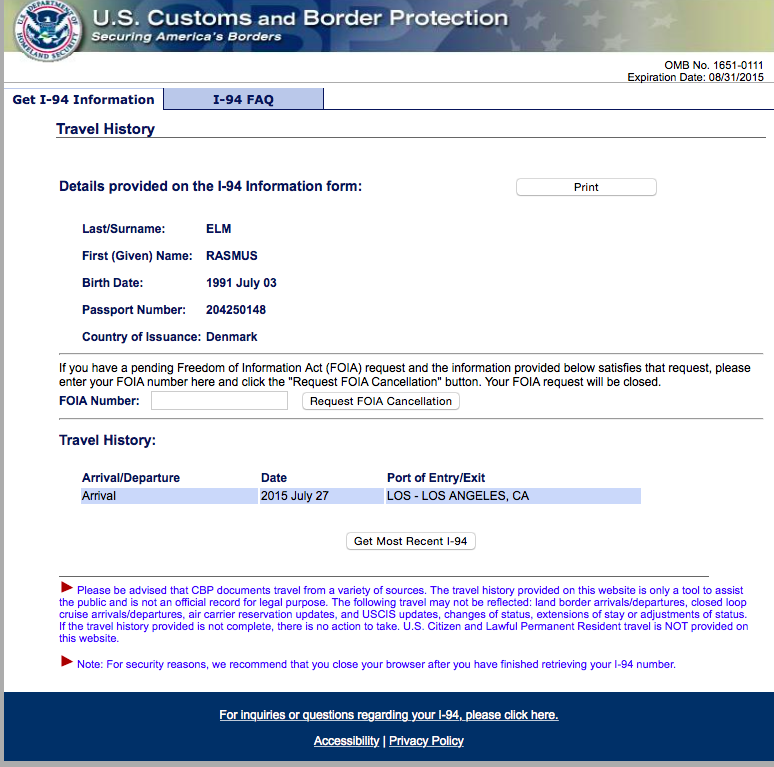 U.S. Customs and Border Protection
Securing America's Borders
OMB No. 1651-0111
Expiration Date: 08/31/2015
Get I-94 Information
I-94 FAQ
Travel History
Details provided on the I-94 Information form:
Print
Last/Surname: ELM
First (Given) Name: RASMUS
Birth Date: 1991 July 03
Passport Number: 204250148
Country of Issuance: Denmark
If you have a pending Freedom of Information Act (FOIA) request and the information provided below satisfies that request, please
enter your FOIA number here and click the "Request FOIA Cancellation" button. Your FOIA request will be closed.
FOIA Number:
Request FOIA Cancellation
Travel History:
Arrival/Departure Date Port of Entry/Exit
Arrival 2015 July 27 LOS - LOS ANGELES, CA
Get Most Recent I-94
Please be advised that CBP documents travel from a variety of sources. The travel history provided on this website is only a tool to assist
the public and is not an official record for legal purpose. The following travel may not be reflected: land border arrivals/departures, closed loop
cruise arrivals/departures, air carrier reservation updates, and USCIS updates, changes of status, extensions of stay or adjustments of status.
If the travel history provided is not complete, there is no action to take. U.S. Citizen and Lawful Permanent Resident travel is NOT provided on
this website.
Note: For security reasons, we recommend that you close your browser after you have finished retrieving your I-94 number.
For inquiries or questions regarding your I-94, please click here.
Accessibility | Privacy Policy